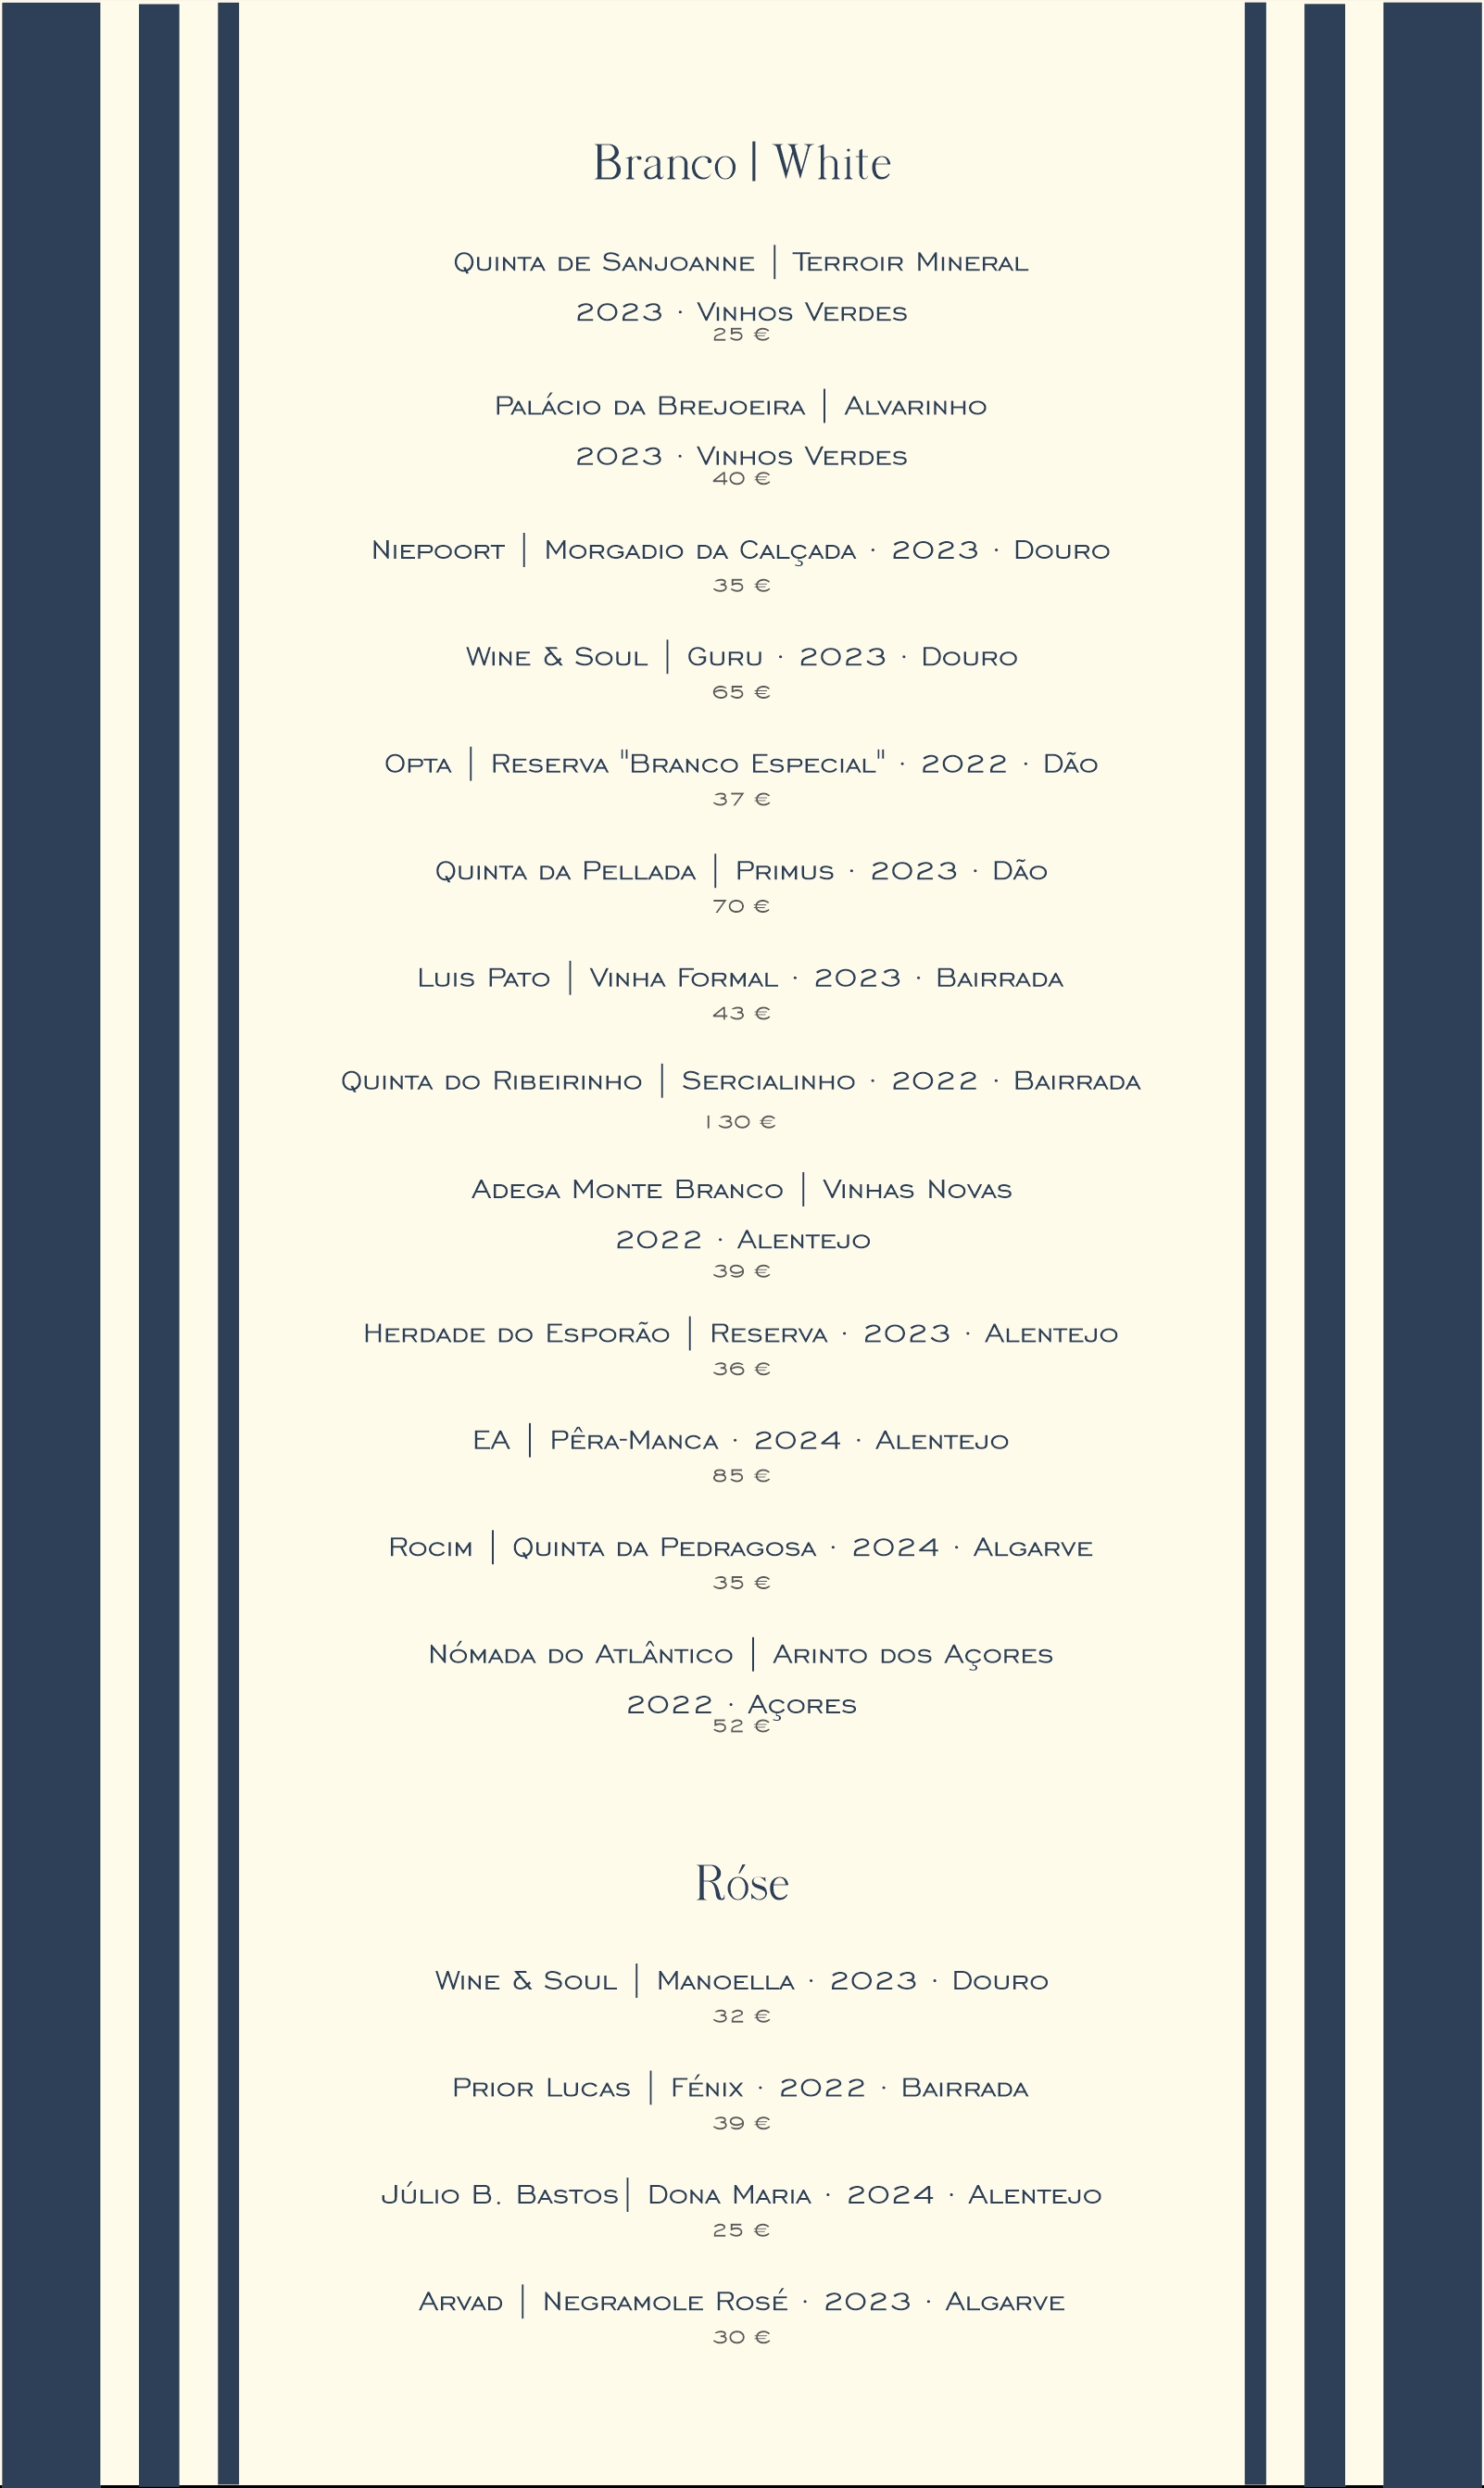 Branco | White
Quinta de Sanjoanne | Terroir Mineral
2023 · Vinhos Verdes
25 €
Palácio da Brejoeira | Alvarinho
2023 · Vinhos Verdes
40 €
Niepoort | Morgadio da Calçada · 2023 · Douro
35 €
Wine & Soul | Guru · 2023 · Douro
65 €
Opta | Reserva "Branco Especial" · 2022 · Dão
37 €
Quinta da Pellada | Primus · 2023 · Dão
70 €
Luis Pato | Vinha Formal · 2023 · Bairrada
43 €
Quinta do Ribeirinho | Sercialinho · 2022 · Bairrada
130 €
Adega Monte Branco | Vinhas Novas
2022 · Alentejo
39 €
Herdade do Esporão | Reserva · 2023 · Alentejo
36 €
EA | Pêra-Manca · 2024 · Alentejo
85 €
Rocim | Quinta da Pedragosa · 2024 · Algarve
35 €
Nómada do Atlântico | Arinto dos Açores
2022 · Açores
52 €
Róse
Wine & Soul | Manoella · 2023 · Douro
32 €
Prior Lucas | Fénix · 2022 · Bairrada
39 €
Júlio B. Bastos| Dona Maria · 2024 · Alentejo
25 €
Arvad | Negramole Rosé · 2023 · Algarve
30 €